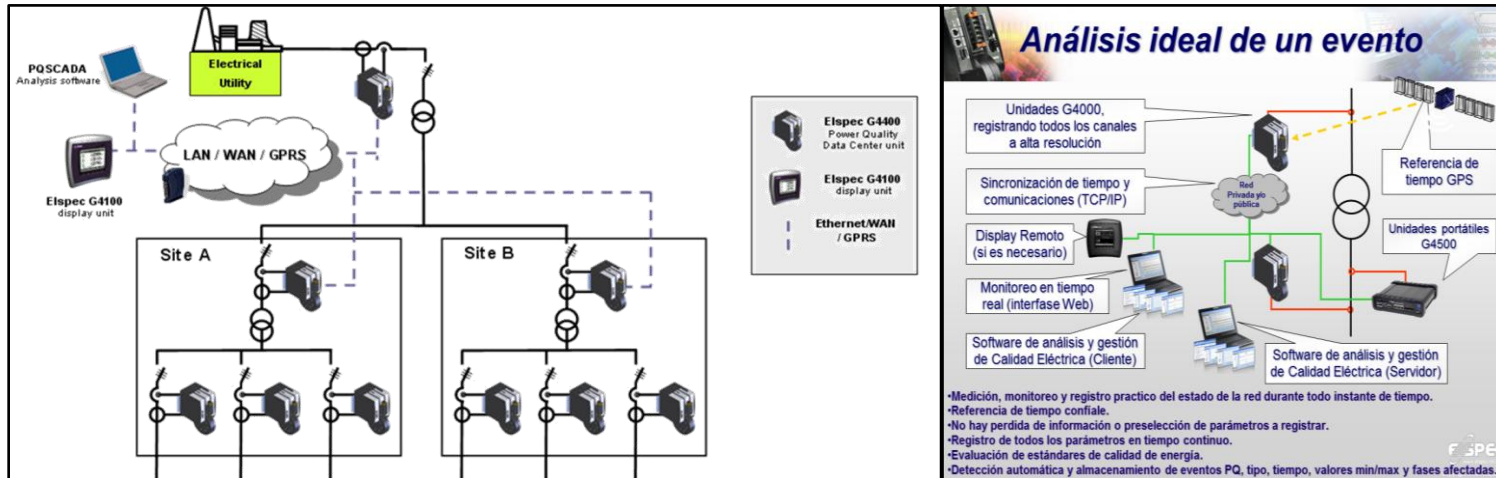 PQSCADA
Analysis software
Electrical
Utility
LAN / WAN / GPRS
Elspec G4100
display unit
Site A
Site B
Elspec G4400
Power Quality
Data Center unit
Elspec G4100
display unit
Ethernet/WAN
/ GPRS
Análisis ideal de un evento
Unidades G4000,
registrando todos los canales
a alta resolución
Referencia de
tiempo GPS
Sincronización de tiempo y
comunicaciones (TCP/IP)
Red
Privada y/o
pública
Display Remoto
(si es necesario)
Unidades portátiles
G4500
Monitoreo en tiempo
real (interfase Web)
Software de análisis y gestión
de Calidad Eléctrica (Cliente)
Software de análisis y gestión
de Calidad Eléctrica (Servidor)
•Medición, monitoreo y registro practico del estado de la red durante todo instante de tiempo.
•Referencia de tiempo confiale.
•No hay perdida de información o preselección de parámetros a registrar.
•Registro de todos los parámetros en tiempo continuo.
•Evaluación de estándares de calidad de energía.
•Detección automática y almacenamiento de eventos PQ, tipo, tiempo, valores min/max y fases afectadas.